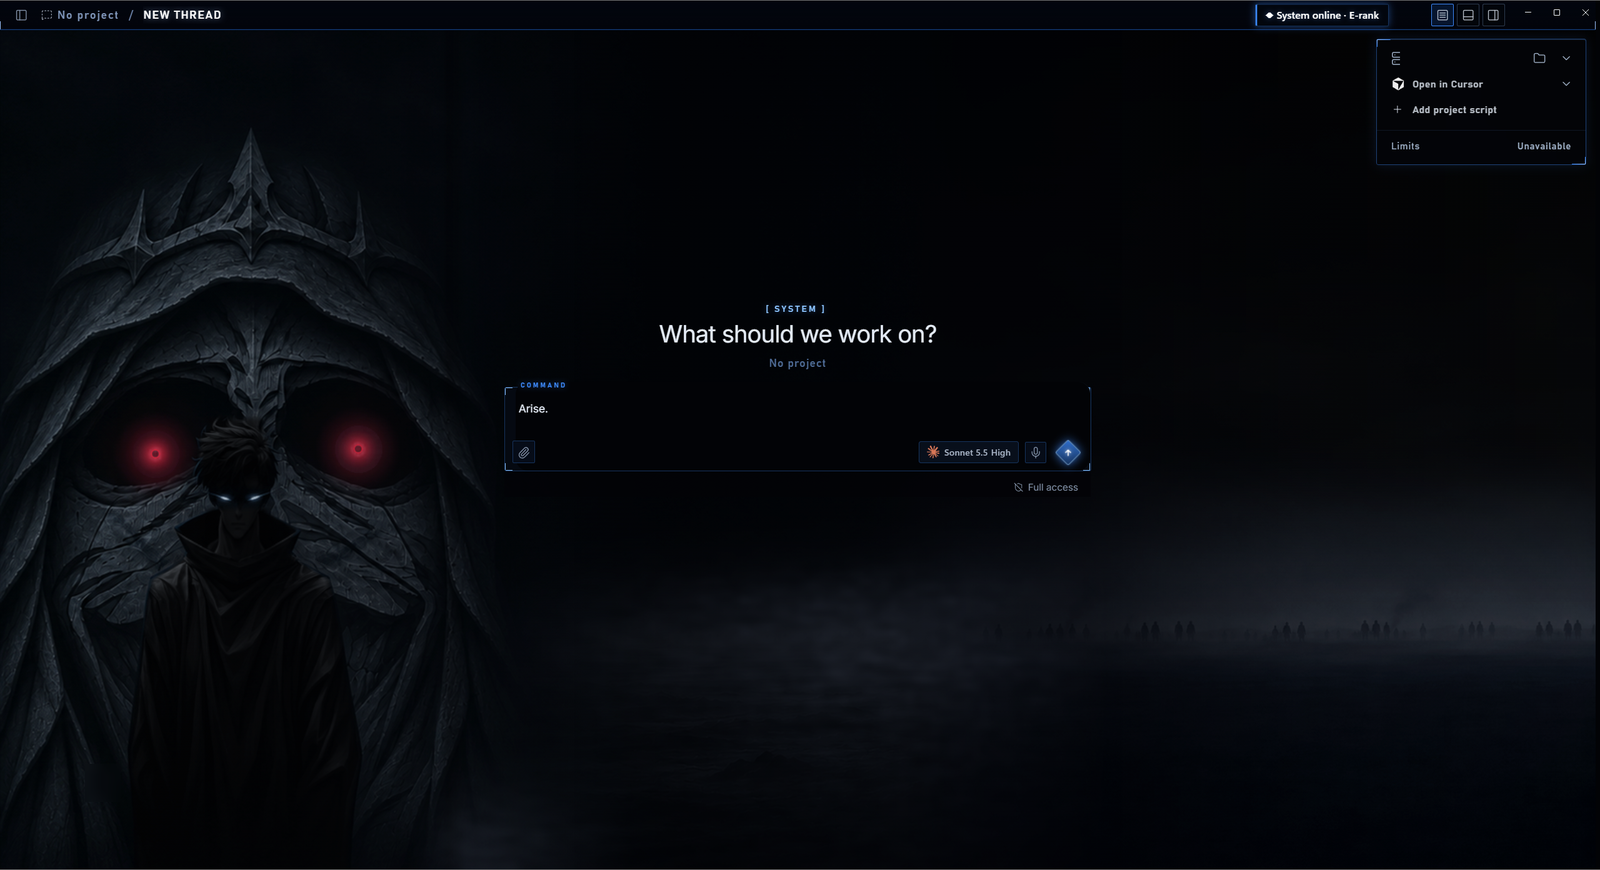 No project / NEW THREAD
System online · E-rank
Open in Cursor
Add project script
Limits Unavailable
[ SYSTEM ]
What should we work on?
No project
COMMAND
Arise.
Sonnet 5.5 High
Full access